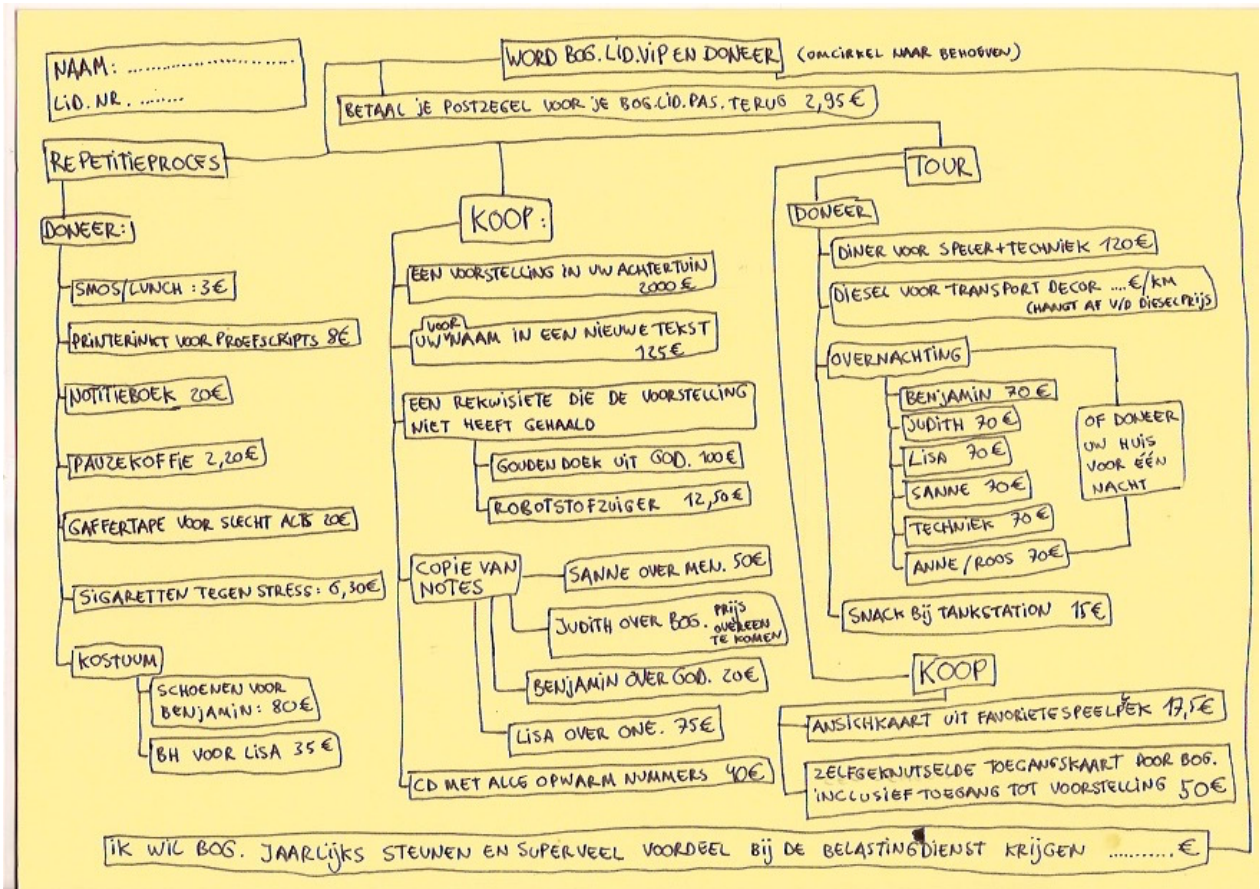 NAAM: ..............................
LID.NR. ........
WORD BOG.LID.VIP EN DONEER (OMCIRKEL NAAR BEHOEVEN)
BETAAL JE POSTZEGEL VOOR JE BOG.LID.PAS.TERUG 2,95€
REPETITIEPROCES
DONEER:
SMOS/LUNCH : 3€
PRINTERINKT VOOR PROEFSCRIPTS 8€
NOTITIEBOEK 20€
PAUZEKOFFIE 2,20€
GAFFERTAPE VOOR SLECHT ALTS 20€
SIGARETTEN TEGEN STRESS: 6,30€
KOSTUUM
SCHOENEN VOOR
BENJAMIN: 80€
BH VOOR LISA 35€
KOOP:
EEN VOORSTELLING IN UW ACHTERTUIN
2000€
VOOR
UW NAAM IN EEN NIEUWE TEKST
125€
EEN REKWISIETE DIE DE VOORSTELLING
NIET HEEFT GEHAALD
GOUDEN DOEK UIT GOD. 100€
ROBOTSTOFZUIGER 12,50€
COPIE VAN
NOTES
SANNE OVER MEN. 50€
JUDITH OVER BOG. PRIJS
OVEREEN
TE KOMEN
BENJAMIN OVER GOD. 20€
LISA OVER ONE. 75€
CD MET ALLE OPWARM NUMMERS 40€
TOUR
DONEER
DINER VOOR SPELER+TECHNIEK 120€
DIESEL VOOR TRANSPORT DECOR ....€/KM
(HANGT AF V/D DIESELPRIJS
OVERNACHTING
BENJAMIN 70€
JUDITH 70€
LISA 70€
SANNE 70€
TECHNIEK 70€
ANNE/ROOS 70€
OF DONEER
UW HUIS
VOOR ÉÉN
NACHT
SNACK BIJ TANKSTATION 15€
KOOP
ANSICHKAART UIT FAVORIETE SPEELPLEK 17,5€
ZELFGEKNUTSELDE TOEGANGSKAART DOOR BOG.
INCLUSIEF TOEGANG TOT VOORSTELLING 50€
IK WIL BOG. JAARLIJKS STEUNEN EN SUPERVEEL VOORDEEL BIJ DE BELASTINGDIENST KRIJGEN ...........€